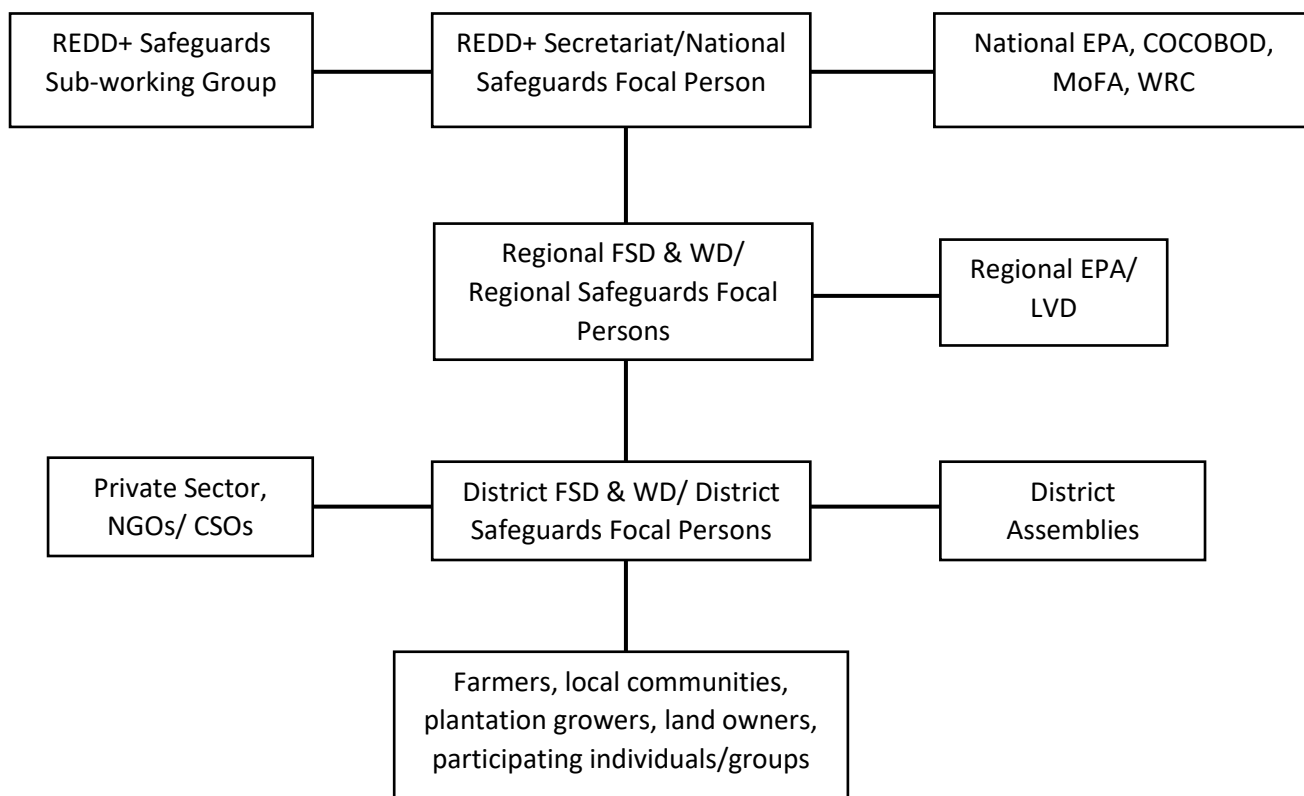 REDD+ Safeguards
Sub-working Group
REDD+ Secretariat/National
Safeguards Focal Person
National EPA, COCOBOD,
MoFA, WRC
Regional FSD & WD/
Regional Safeguards Focal
Persons
Regional EPA/
LVD
Private Sector,
NGOs/ CSOs
District FSD & WD/ District
Safeguards Focal Persons
District
Assemblies
Farmers, local communities,
plantation growers, land owners,
participating individuals/groups